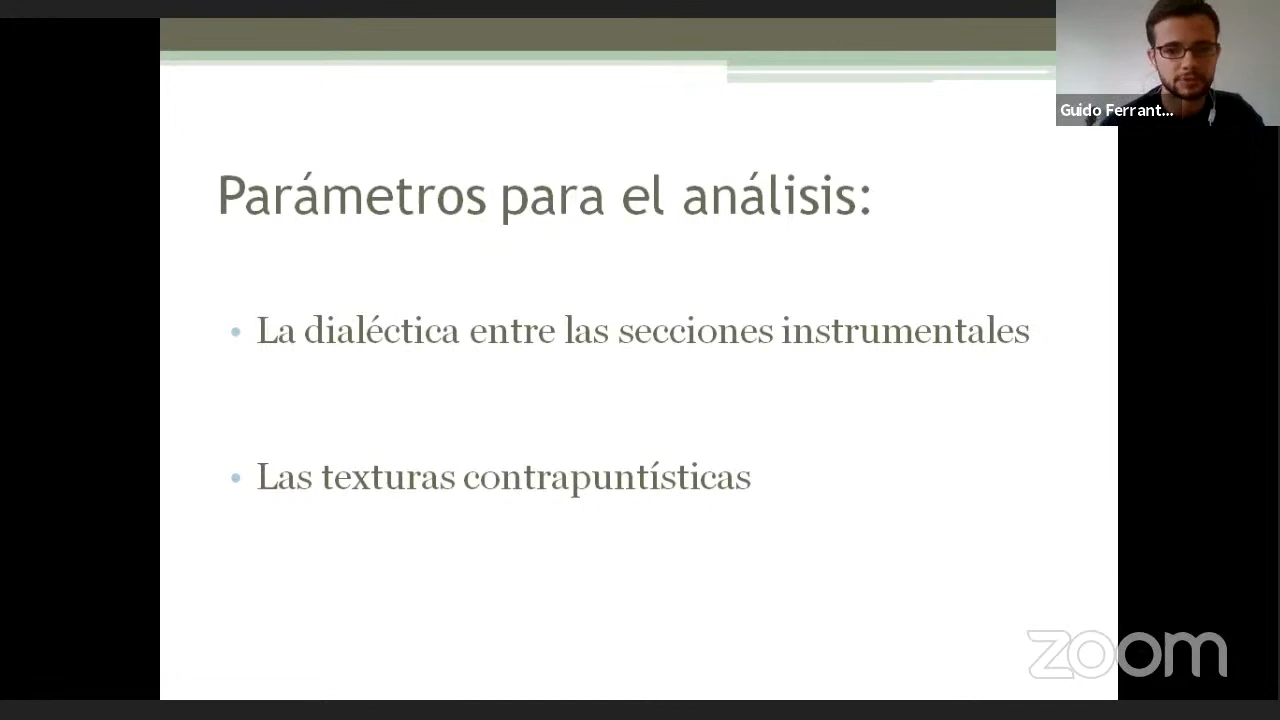 Guido Ferrant...
Parámetros para el análisis:
• La dialéctica entre las secciones instrumentales
• Las texturas contrapuntísticas
zoom